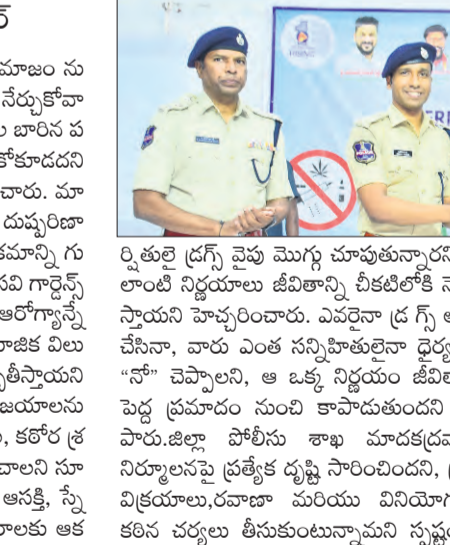 ర్
మాజం ను
నేర్చుకోవా
ల బారిన ప
కోకూడదని
చారు. మా
దుష్పరిణా
కమాన్ని గు
సవి గార్డెన్స్
ఆరోగ్యాన్నే
మాజిక విలు
బ్బతీస్తాయని
జయాలను
, కఠోర శ్ర
చాలని సూ
ఆసక్తి, స్నే
రాలకు ఆక
ర్షితులై డ్రగ్స్ వైపు మొగ్గు చూపుతున్నారని
లాంటి నిర్ణయాలు జీవితాన్ని చీకటిలోకి నె
స్తాయని హెచ్చరించారు. ఎవరైనా డ్ర గ్స్ ఆ
చేసినా, వారు ఎంత సన్నిహితులైనా ధైర్య
“నో” చెప్పాలని, ఆ ఒక్క నిర్ణయం జీవిత
పెద్ద ప్రమాదం నుంచి కాపాడుతుందని
పారు.జిల్లా పోలీసు శాఖ మాదకద్రవ
నిర్మూలనపై ప్రత్యేక దృష్టి సారించిందని,
విక్రయాలు,రవాణా మరియు వినియోగ
కఠిన చర్యలు తీసుకుంటున్నామని స్పష్టం